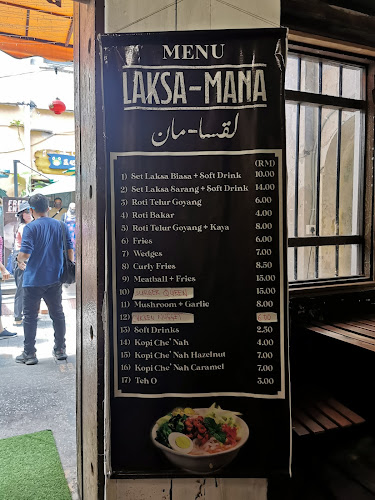 MENU
LAKSA-MANA
لقسا-مان
(RM)
1) Set Laksa Biasa + Soft Drink 10.00
2) Set Laksa Sarang + Soft Drink 14.00
3) Roti Telur Goyang 6.00
4) Roti Bakar 4.00
5) Roti Telur Goyang + Kaya 8.00
6) Fries 6.00
7) Wedges 7.00
8) Curly Fries 8.50
9) Meatball + Fries 15.00
10) 15.00
11) Mushroom + Garlic 8.00
12)
13) Soft Drinks 2.50
14) Kopi Che' Nah 4.00
15) Kopi Che' Nah Hazelnut 7.00
16) Kopi Che' Nah Caramel 7.00
17) Teh O 3.00